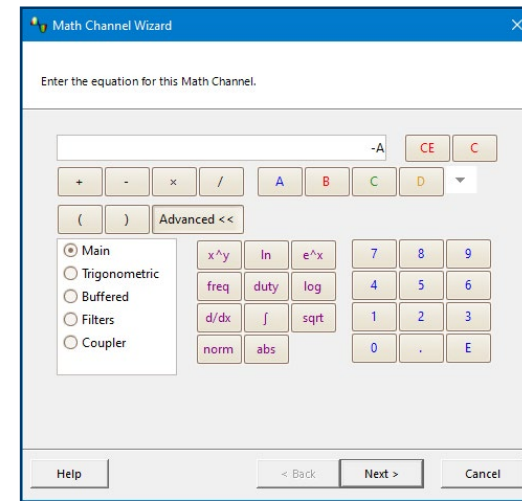 Math Channel Wizard
Enter the equation for this Math Channel.
-A CE C
+ - × / A B C D
( ) Advanced <<
Main x^y ln e^x 7 8 9
Trigonometric
Buffered freq duty log 4 5 6
Filters d/dx ∫ sqrt 1 2 3
Coupler norm abs 0 . E
Help < Back Next > Cancel